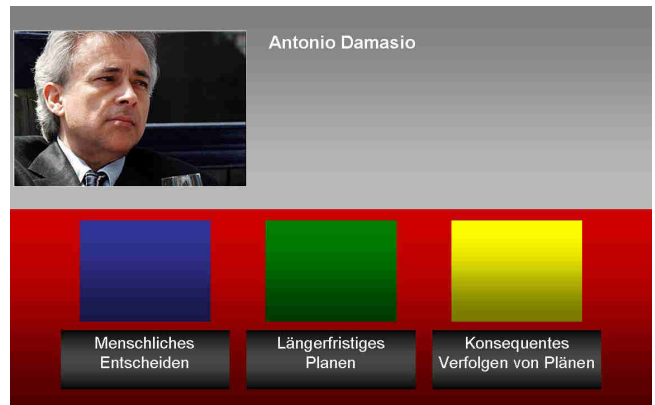 Antonio Damasio
Menschliches
Entscheiden
Längerfristiges
Planen
Konsequentes
Verfolgen von Plänen